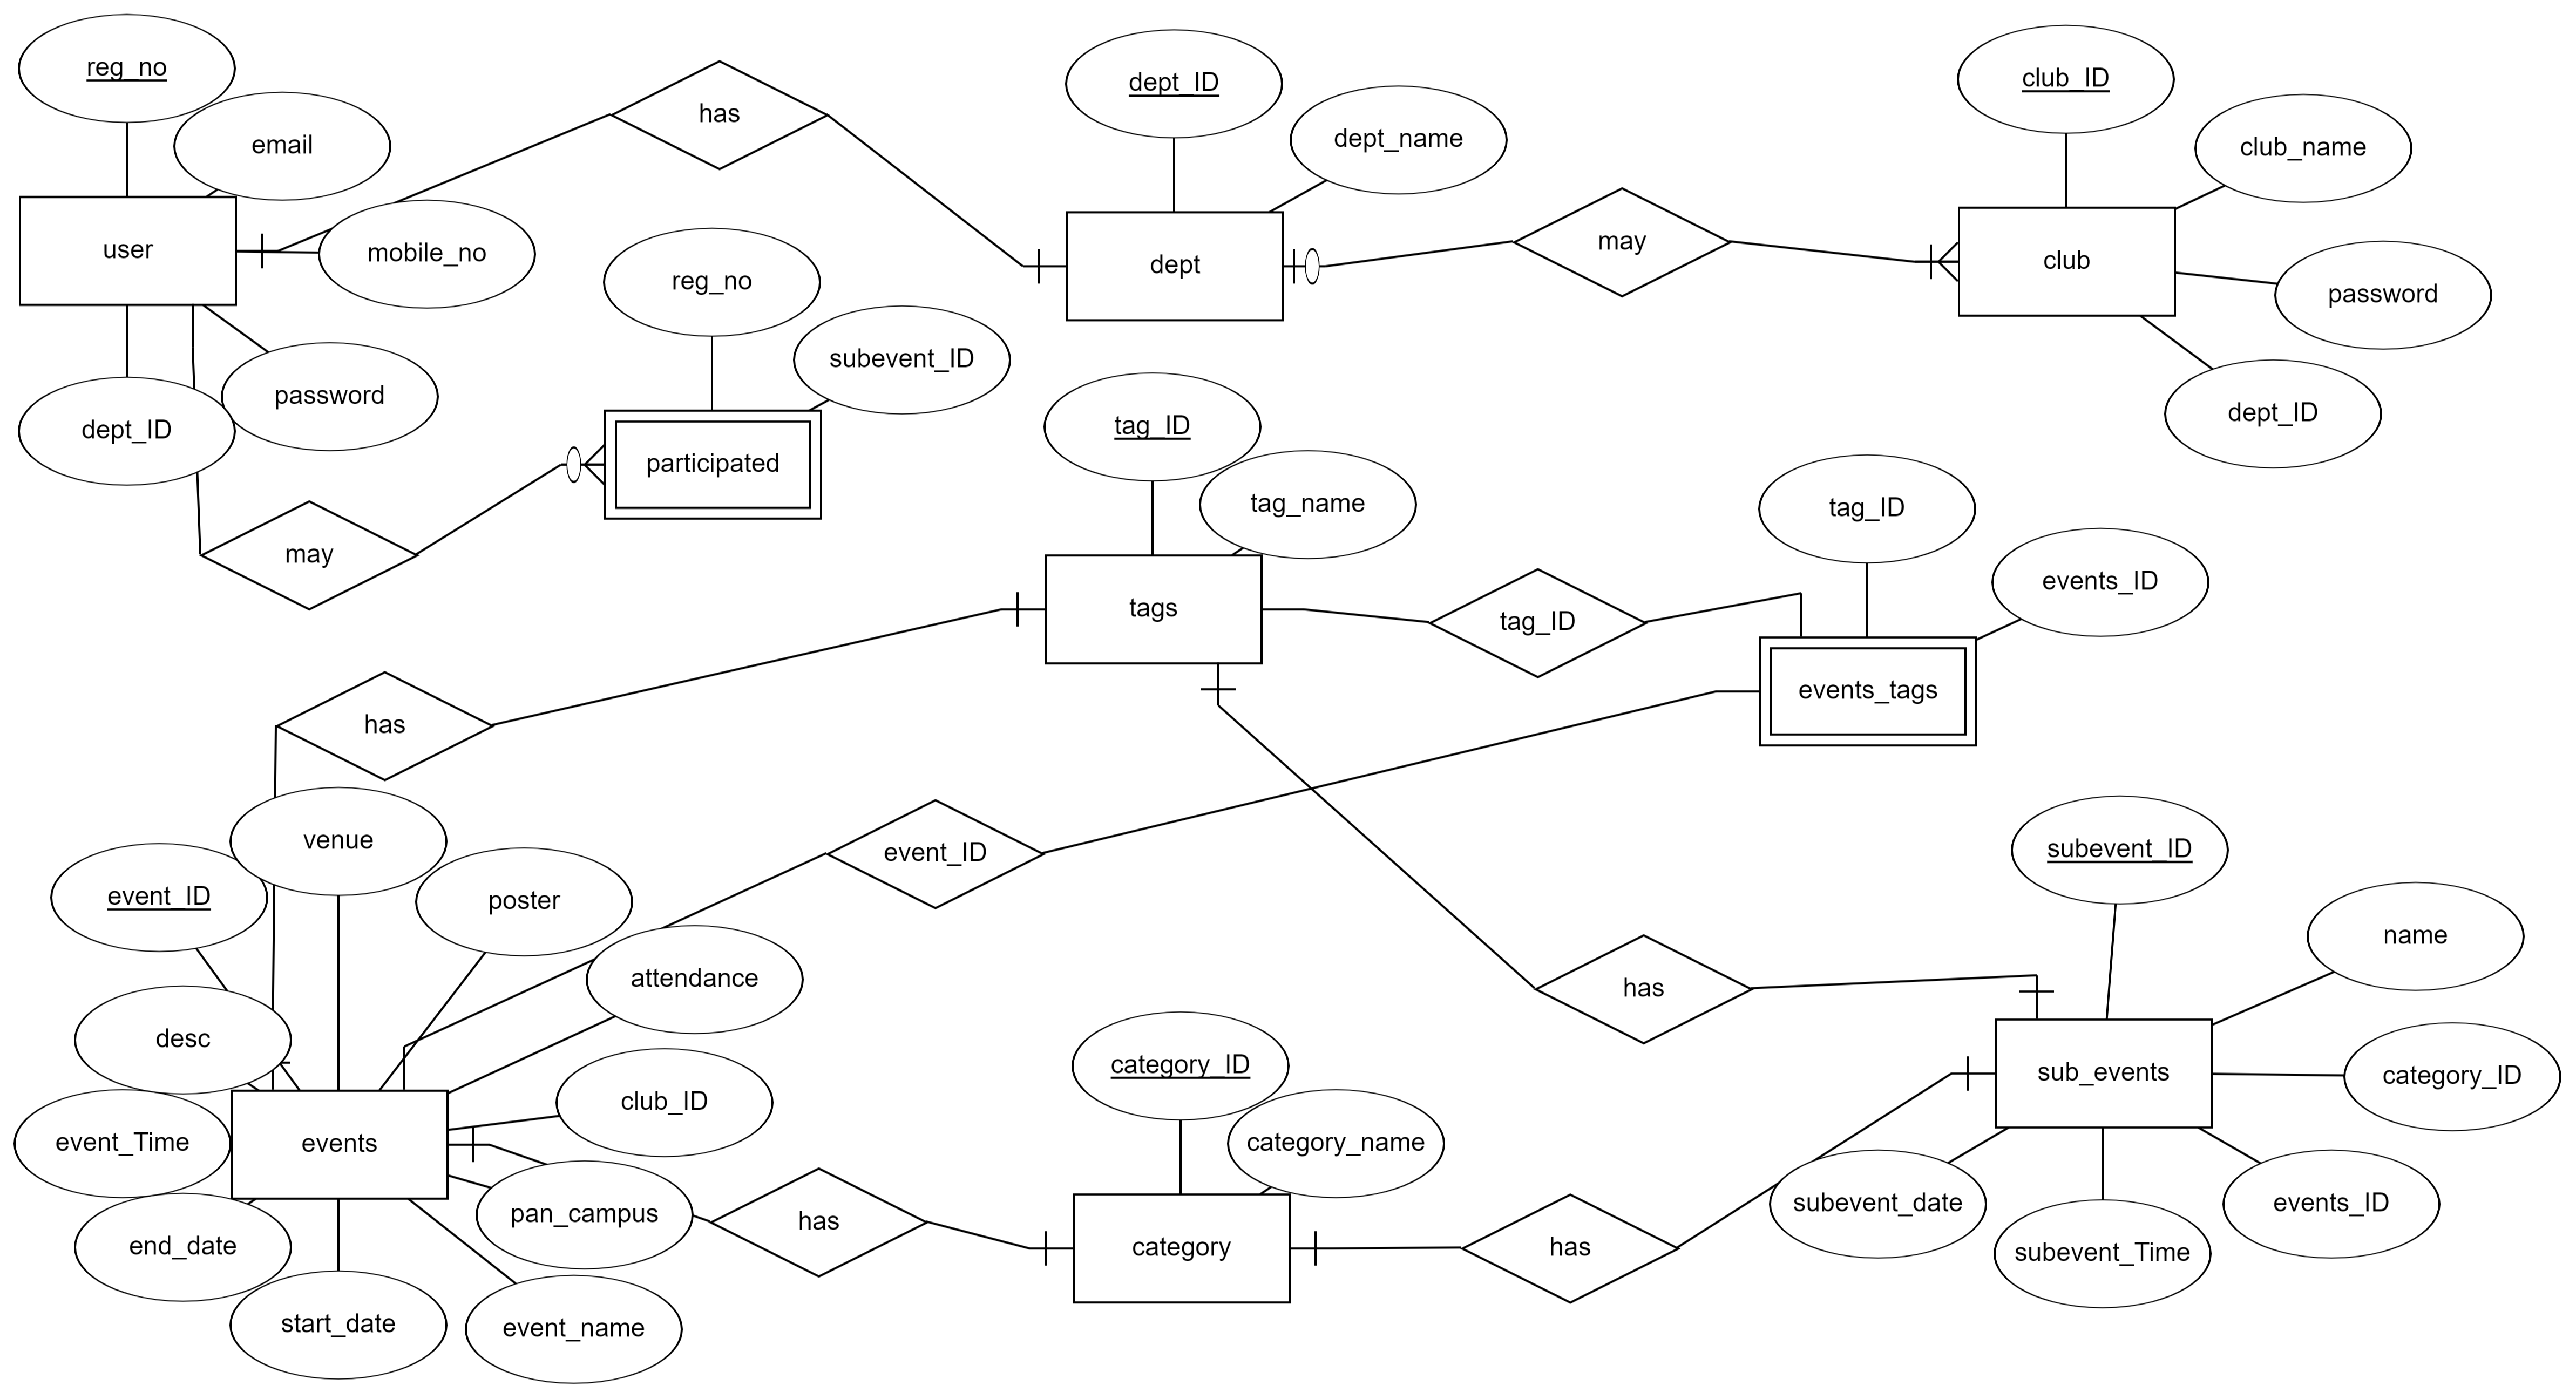 reg_no
email
user
mobile_no
dept_ID
password
has
dept_ID
dept_name
dept
may
club_ID
club_name
club
password
dept_ID
reg_no
subevent_ID
participated
may
tag_ID
tag_name
tags
tag_ID
tag_ID
events_ID
events_tags
has
event_ID
venue
event_ID
poster
attendance
desc
club_ID
event_Time
events
pan_campus
end_date
start_date
event_name
has
category_ID
category_name
category
has
has
subevent_ID
name
sub_events
category_ID
subevent_date
subevent_Time
events_ID